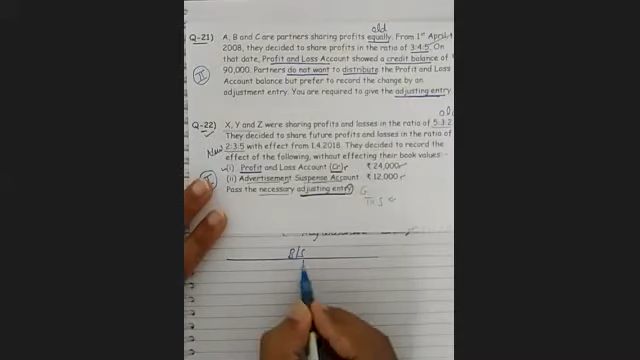 old
Q-21) A, B and C are partners sharing profits equally. From 1st April,
2008, they decided to share profits in the ratio of 3:4:5. On
that date, Profit and Loss Account showed a credit balance of
90,000. Partners do not want to distribute the Profit and Loss
Account balance but prefer to record the change by an
adjustment entry. You are required to give the adjusting entry.
II
Q-22) X, Y and Z were sharing profits and losses in the ratio of 5:3:2
They decided to share future profits and losses in the ratio of
New 2:3:5 with effect from 1.4.2018. They decided to record the
effect of the following, without effecting their book values:-
(i) Profit and Loss Account (Cr) ₹ 24,000
(ii) Advertisement Suspense Account ₹ 12,000
Pass the necessary adjusting entry
G
B/S